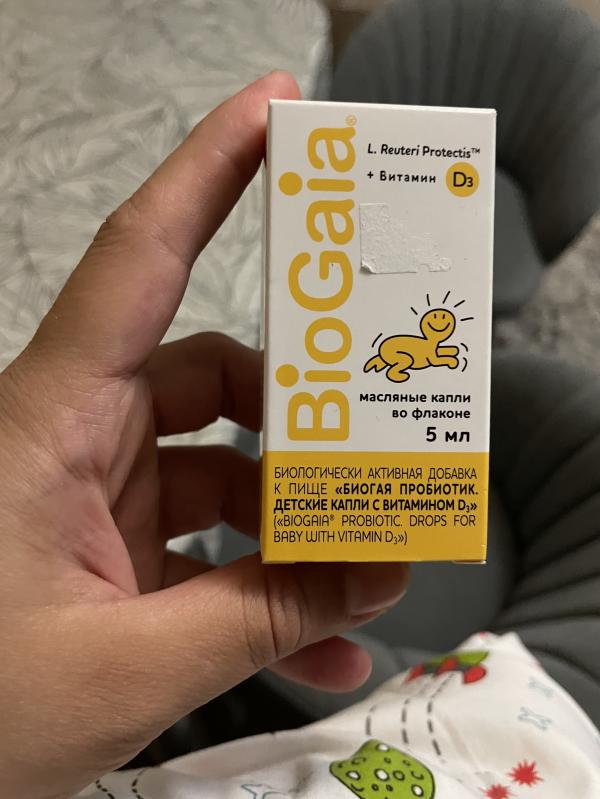 BioGaia®
L. Reuteri Protectis™
+ Витамин D3
масляные капли
во флаконе
5 мл
БИОЛОГИЧЕСКИ АКТИВНАЯ ДОБАВКА
К ПИЩЕ «БИОГАЯ ПРОБИОТИК.
ДЕТСКИЕ КАПЛИ С ВИТАМИНОМ D₃»
(«BIOGAIA® PROBIOTIC. DROPS FOR
BABY WITH VITAMIN D₃»)